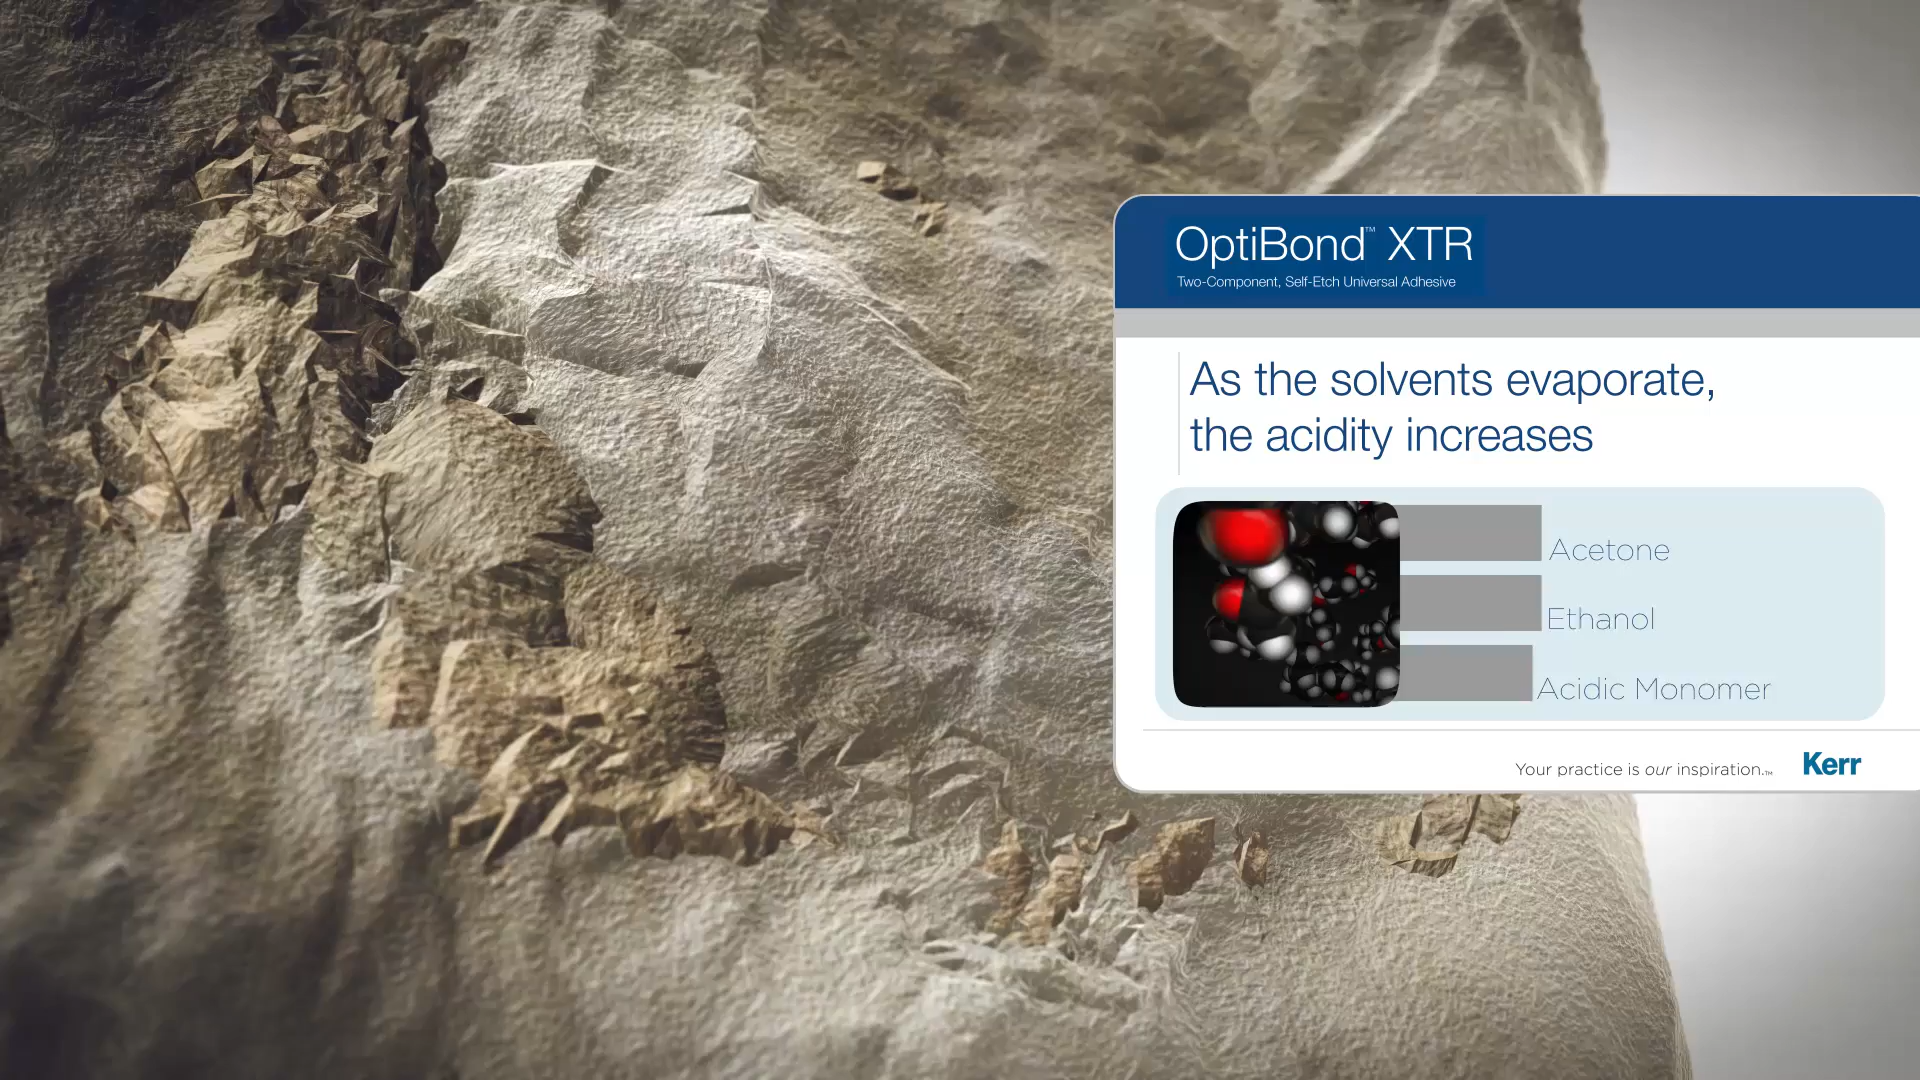 OptiBond™ XTR
Two-Component, Self-Etch Universal Adhesive
As the solvents evaporate,
the acidity increases
Acetone
Ethanol
Acidic Monomer
Your practice is our inspiration.™
Kerr